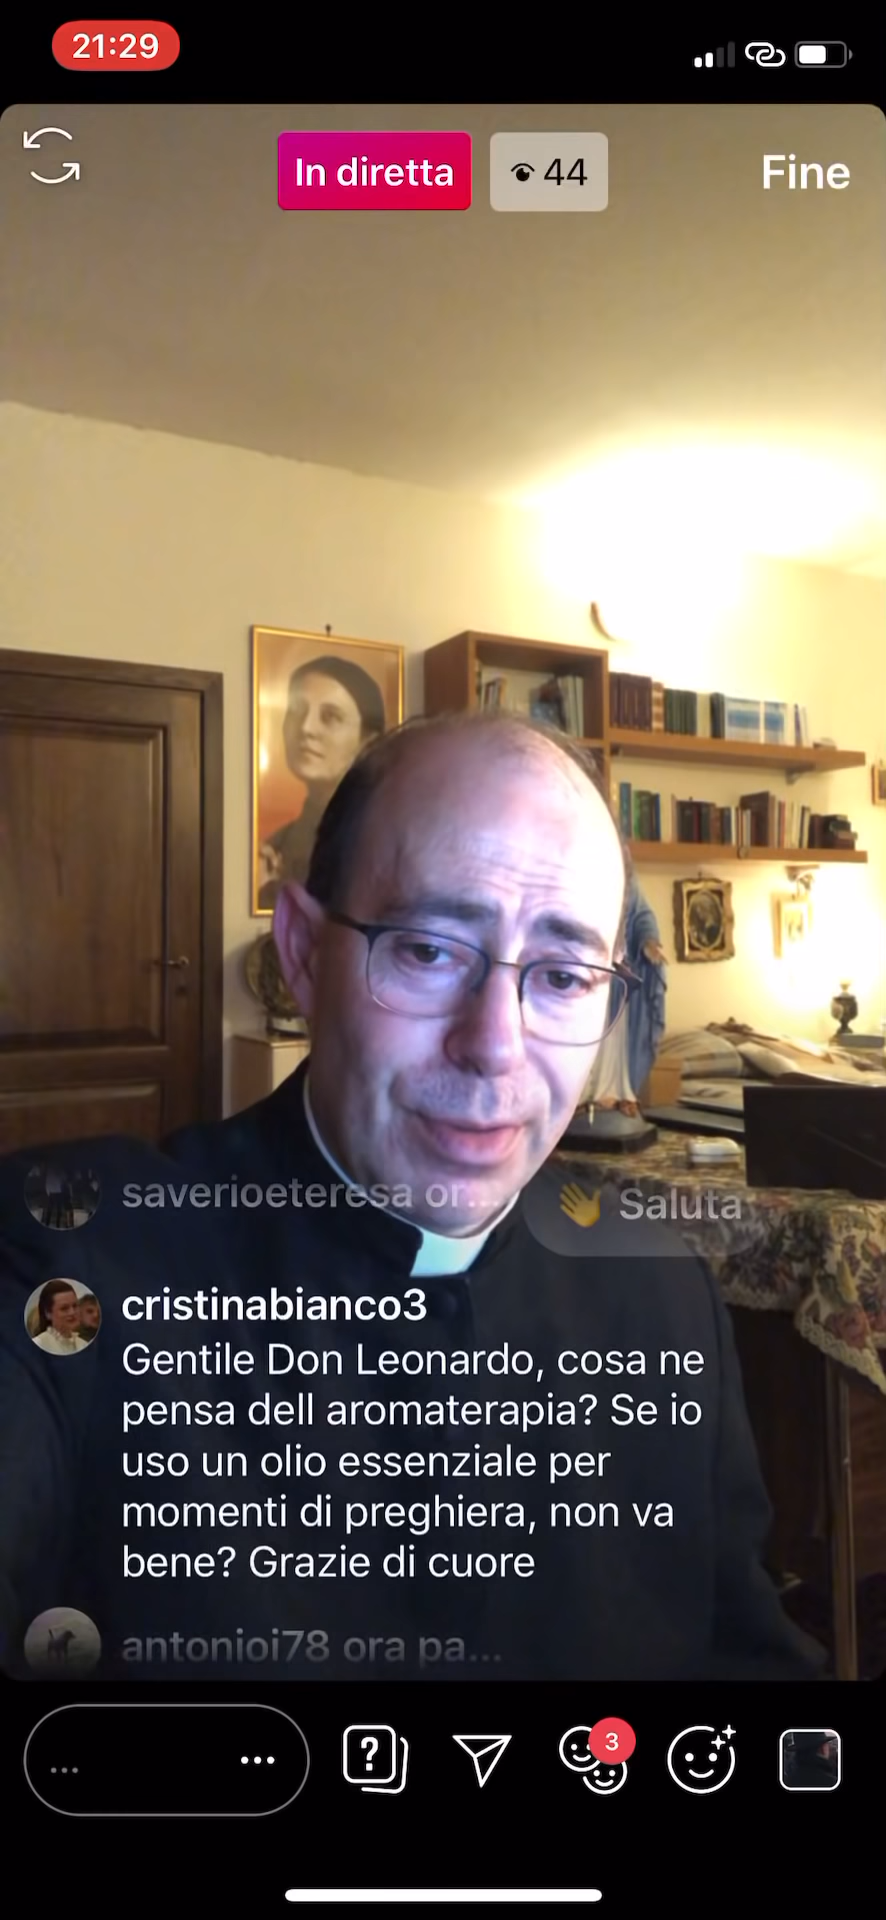 21:29
In diretta
44
Fine
saverioeteresa or...
👋 Saluta
cristinabianco3
Gentile Don Leonardo, cosa ne
pensa dell aromaterapia? Se io
uso un olio essenziale per
momenti di preghiera, non va
bene? Grazie di cuore
antonioi78 ora pa...
...
3